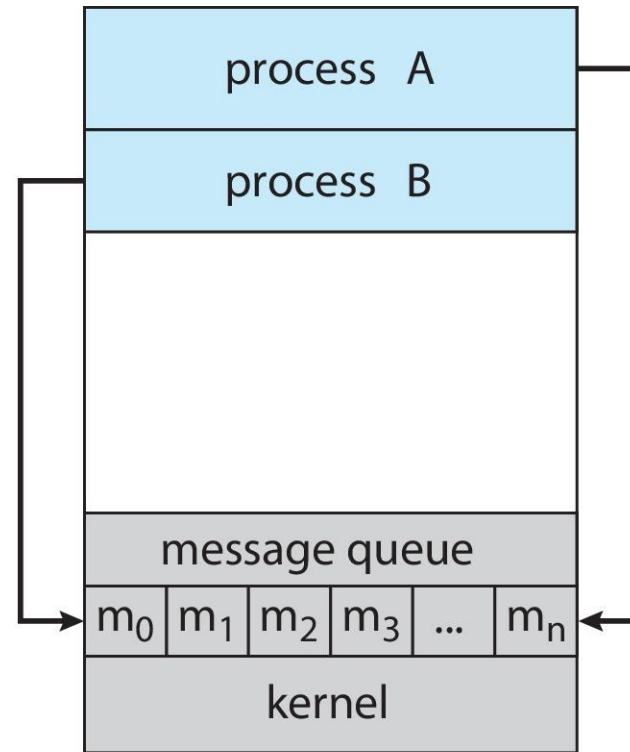 process A
process B
message queue
m₀ m₁ m₂ m₃ ... mₙ
kernel